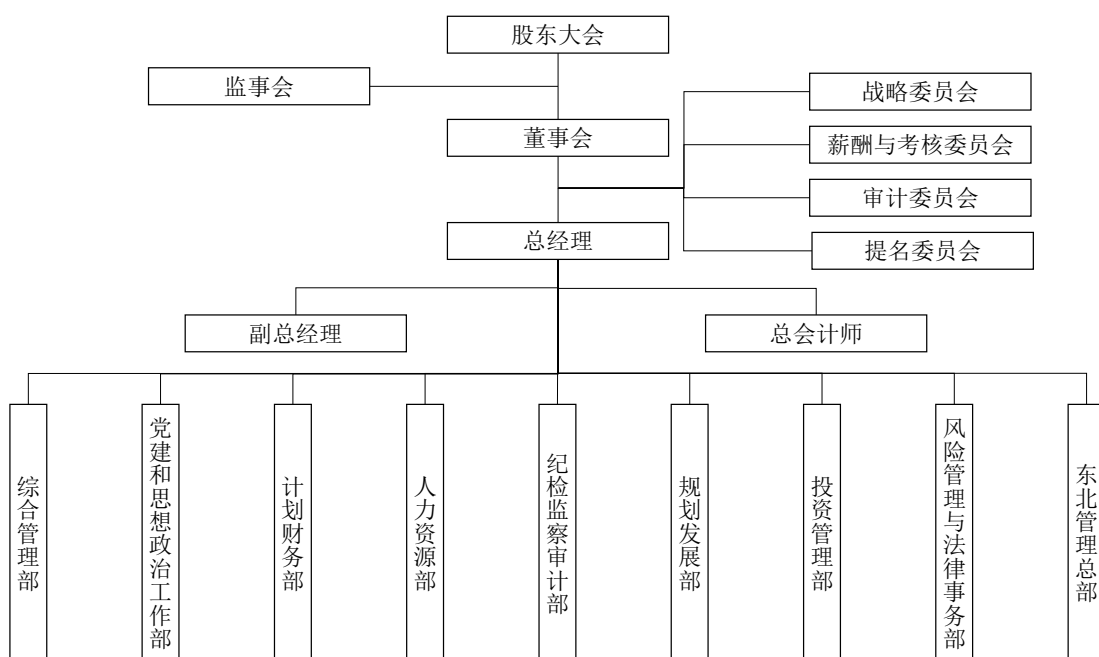 股东大会
监事会
战略委员会
董事会
薪酬与考核委员会
审计委员会
总经理
提名委员会
副总经理
总会计师
综合管理部
党建和思想政治工作部
计划财务部
人力资源部
纪检监察审计部
规划发展部
投资管理部
风险管理与法律事务部
东北管理总部